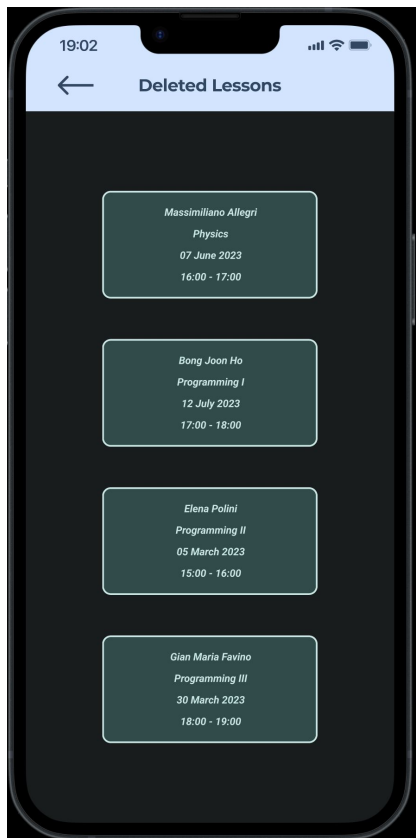 19:02
Deleted Lessons
Massimiliano Allegri
Physics
07 June 2023
16:00 - 17:00
Bong Joon Ho
Programming I
12 July 2023
17:00 - 18:00
Elena Polini
Programming II
05 March 2023
15:00 - 16:00
Gian Maria Favino
Programming III
30 March 2023
18:00 - 19:00